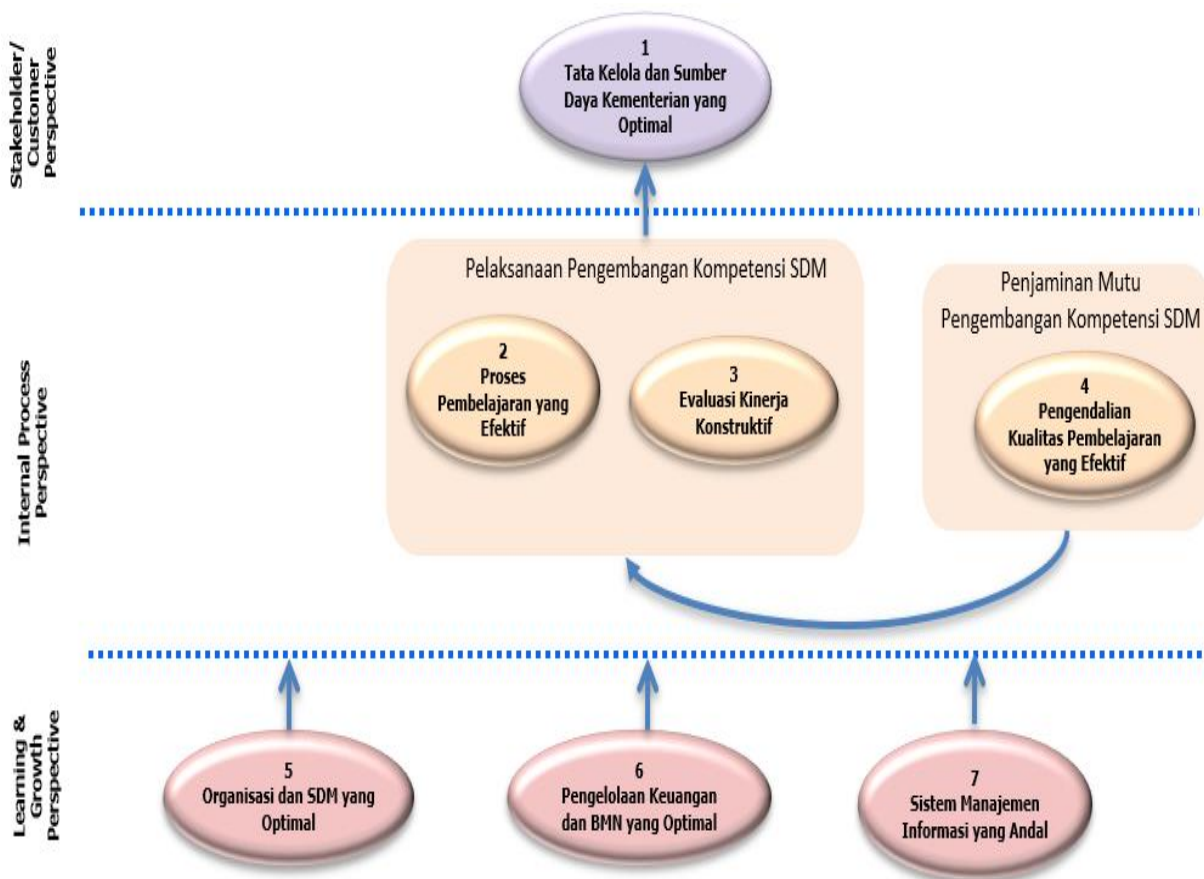 Stakeholder/
Customer
Perspective
1
Tata Kelola dan Sumber
Daya Kementerian yang
Optimal
Internal Process
Perspective
Pelaksanaan Pengembangan Kompetensi SDM
2
Proses
Pembelajaran yang
Efektif
3
Evaluasi Kinerja
Konstruktif
Penjaminan Mutu
Pengembangan Kompetensi SDM
4
Pengendalian
Kualitas Pembelajaran
yang Efektif
Learning &
Growth
Perspective
5
Organisasi dan SDM yang
Optimal
6
Pengelolaan Keuangan
dan BMN yang Optimal
7
Sistem Manajemen
Informasi yang Andal